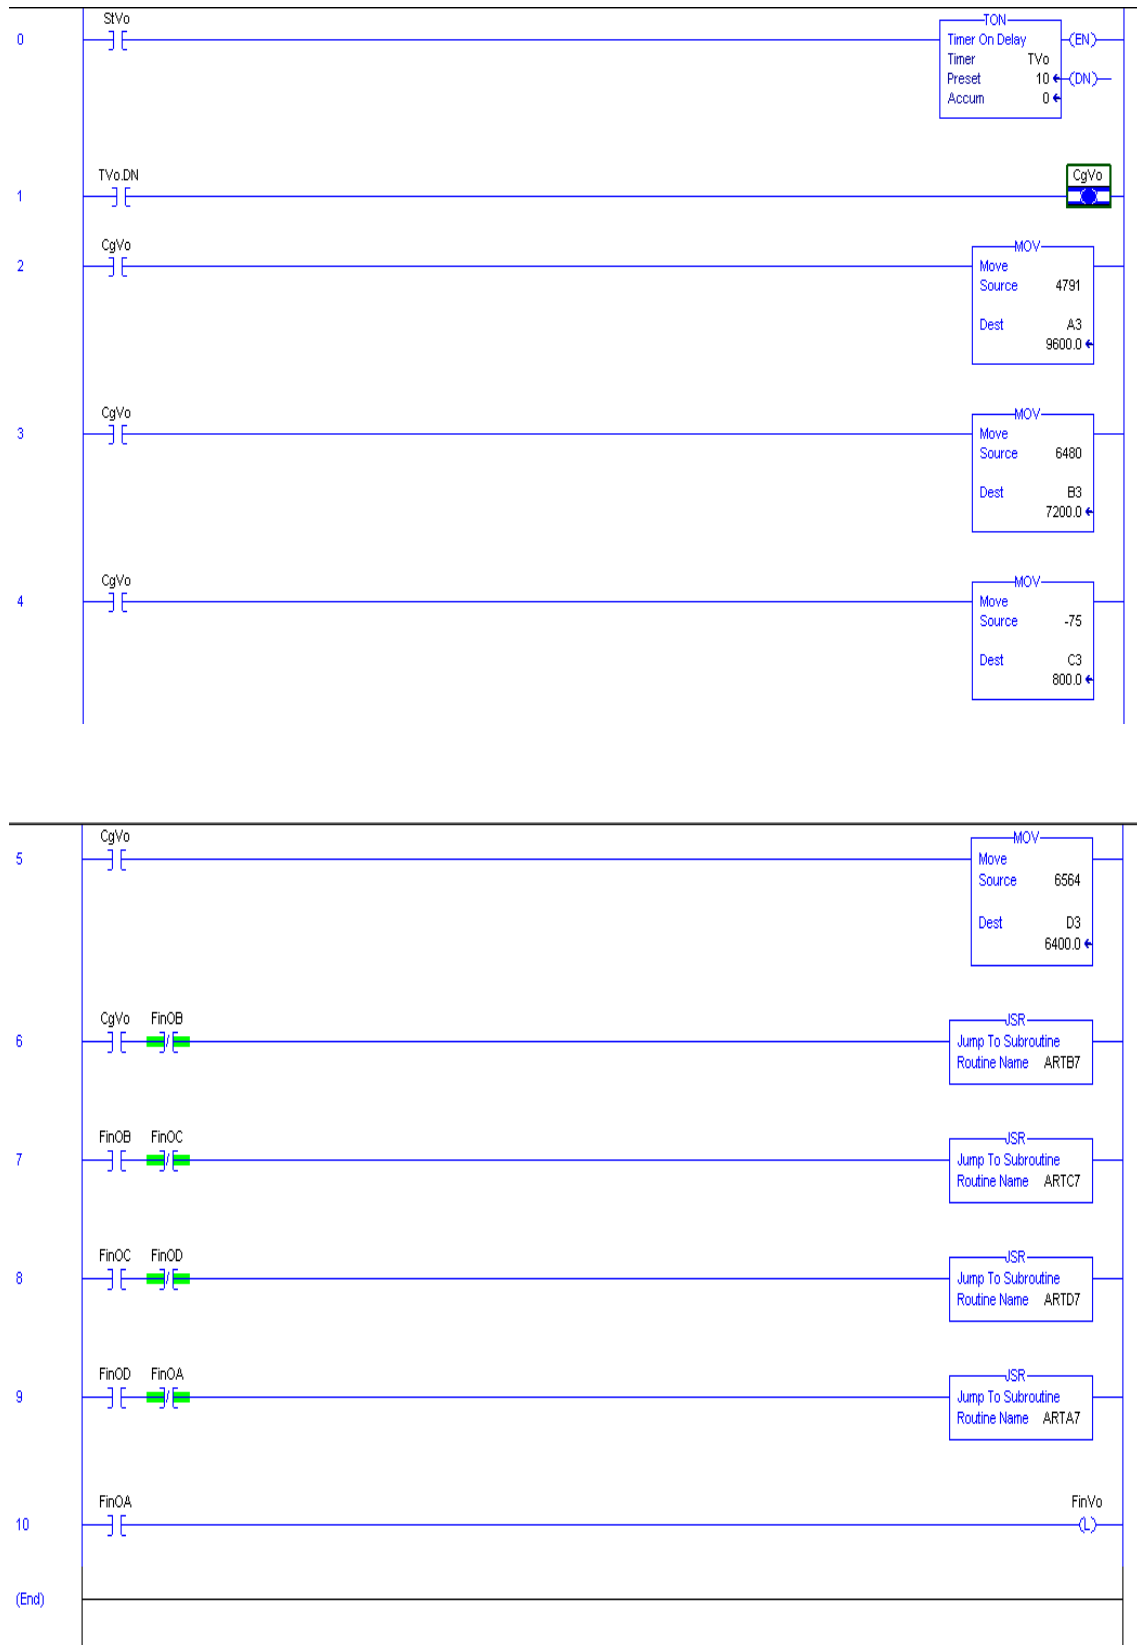 StVo
0
TON
Timer On Delay
(EN)
Timer TVo
Preset 10
(DN)
Accum 0
TVo.DN
CgVo
1
CgVo
2
MOV
Move
Source 4791
Dest A3
9600.0
CgVo
3
MOV
Move
Source 6480
Dest B3
7200.0
CgVo
4
MOV
Move
Source -75
Dest C3
800.0
CgVo
5
MOV
Move
Source 6564
Dest D3
6400.0
CgVo FinOB
6
JSR
Jump To Subroutine
Routine Name ARTB7
FinOB FinOC
7
JSR
Jump To Subroutine
Routine Name ARTC7
FinOC FinOD
8
JSR
Jump To Subroutine
Routine Name ARTD7
FinOD FinOA
9
JSR
Jump To Subroutine
Routine Name ARTA7
FinOA FinVo
10
(L)
(End)